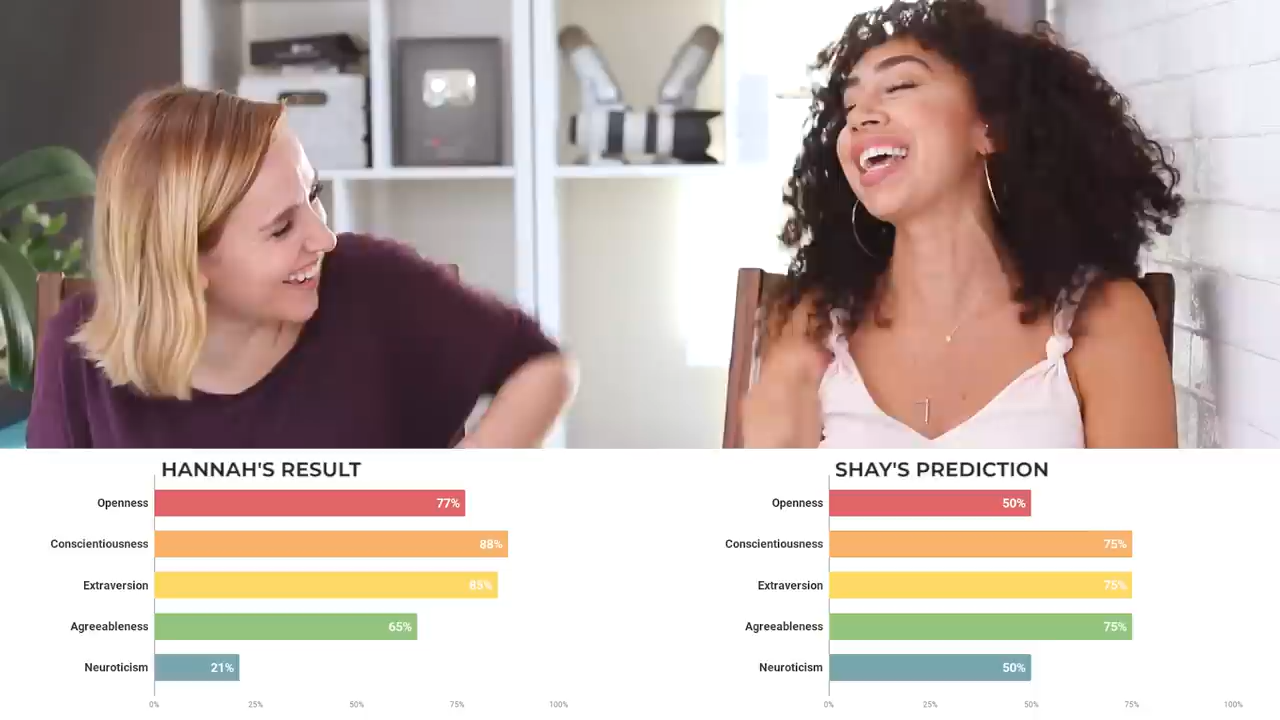 HANNAH'S RESULT
Openness 77%
Conscientiousness 88%
Extraversion 85%
Agreeableness 65%
Neuroticism 21%
0% 25% 50% 75% 100%
SHAY'S PREDICTION
Openness 50%
Conscientiousness 75%
Extraversion 75%
Agreeableness 75%
Neuroticism 50%
0% 25% 50% 75% 100%